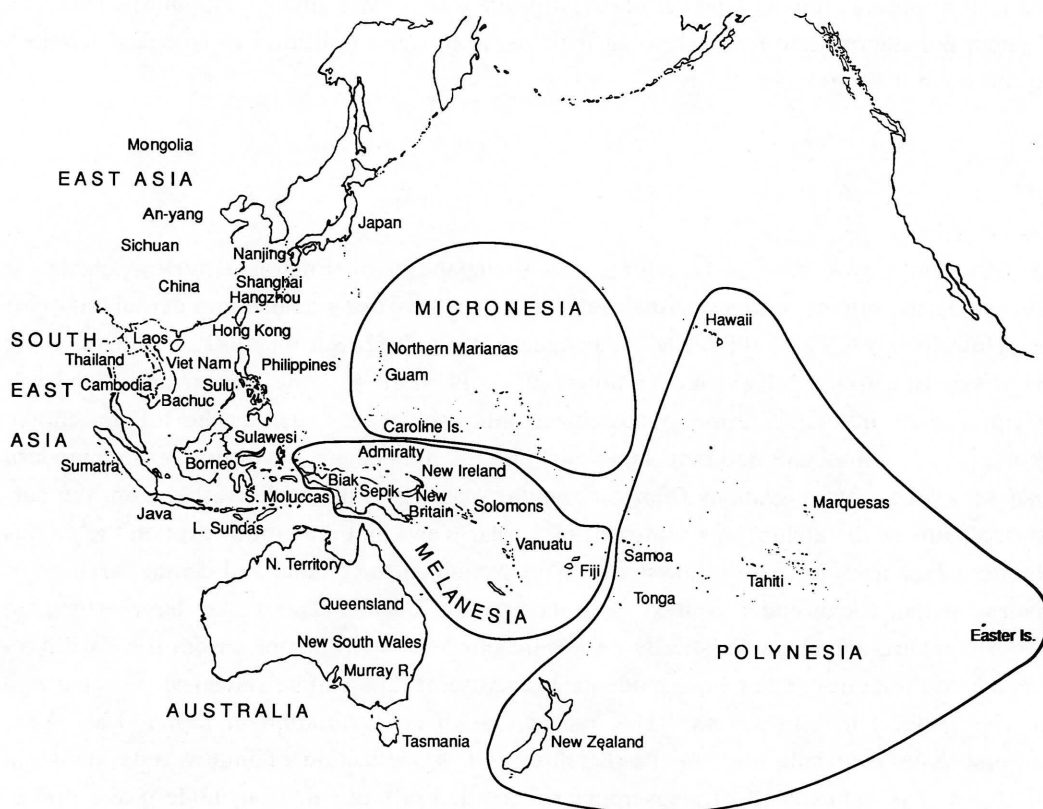 Mongolia
EAST ASIA
An-yang
Japan
Sichuan
Nanjing
China
Shanghai
Hangzhou
MICRONESIA
Hong Kong
Hawaii
SOUTH
Laos
Thailand
Viet Nam
Philippines
Northern Marianas
Guam
EAST
Cambodia
Sulu
Bachuc
ASIA
Sulawesi
Caroline Is.
Admiralty
Sumatra
Borneo
Biak
New Ireland
S. Moluccas
Sepik
New
Britain
Solomons
Marquesas
Java
L. Sundas
Vanuatu
Samoa
N. Territory
MELANESIA
Fiji
Tahiti
Queensland
Tonga
Easter Is.
New South Wales
POLYNESIA
Murray R.
AUSTRALIA
Tasmania
New Zealand